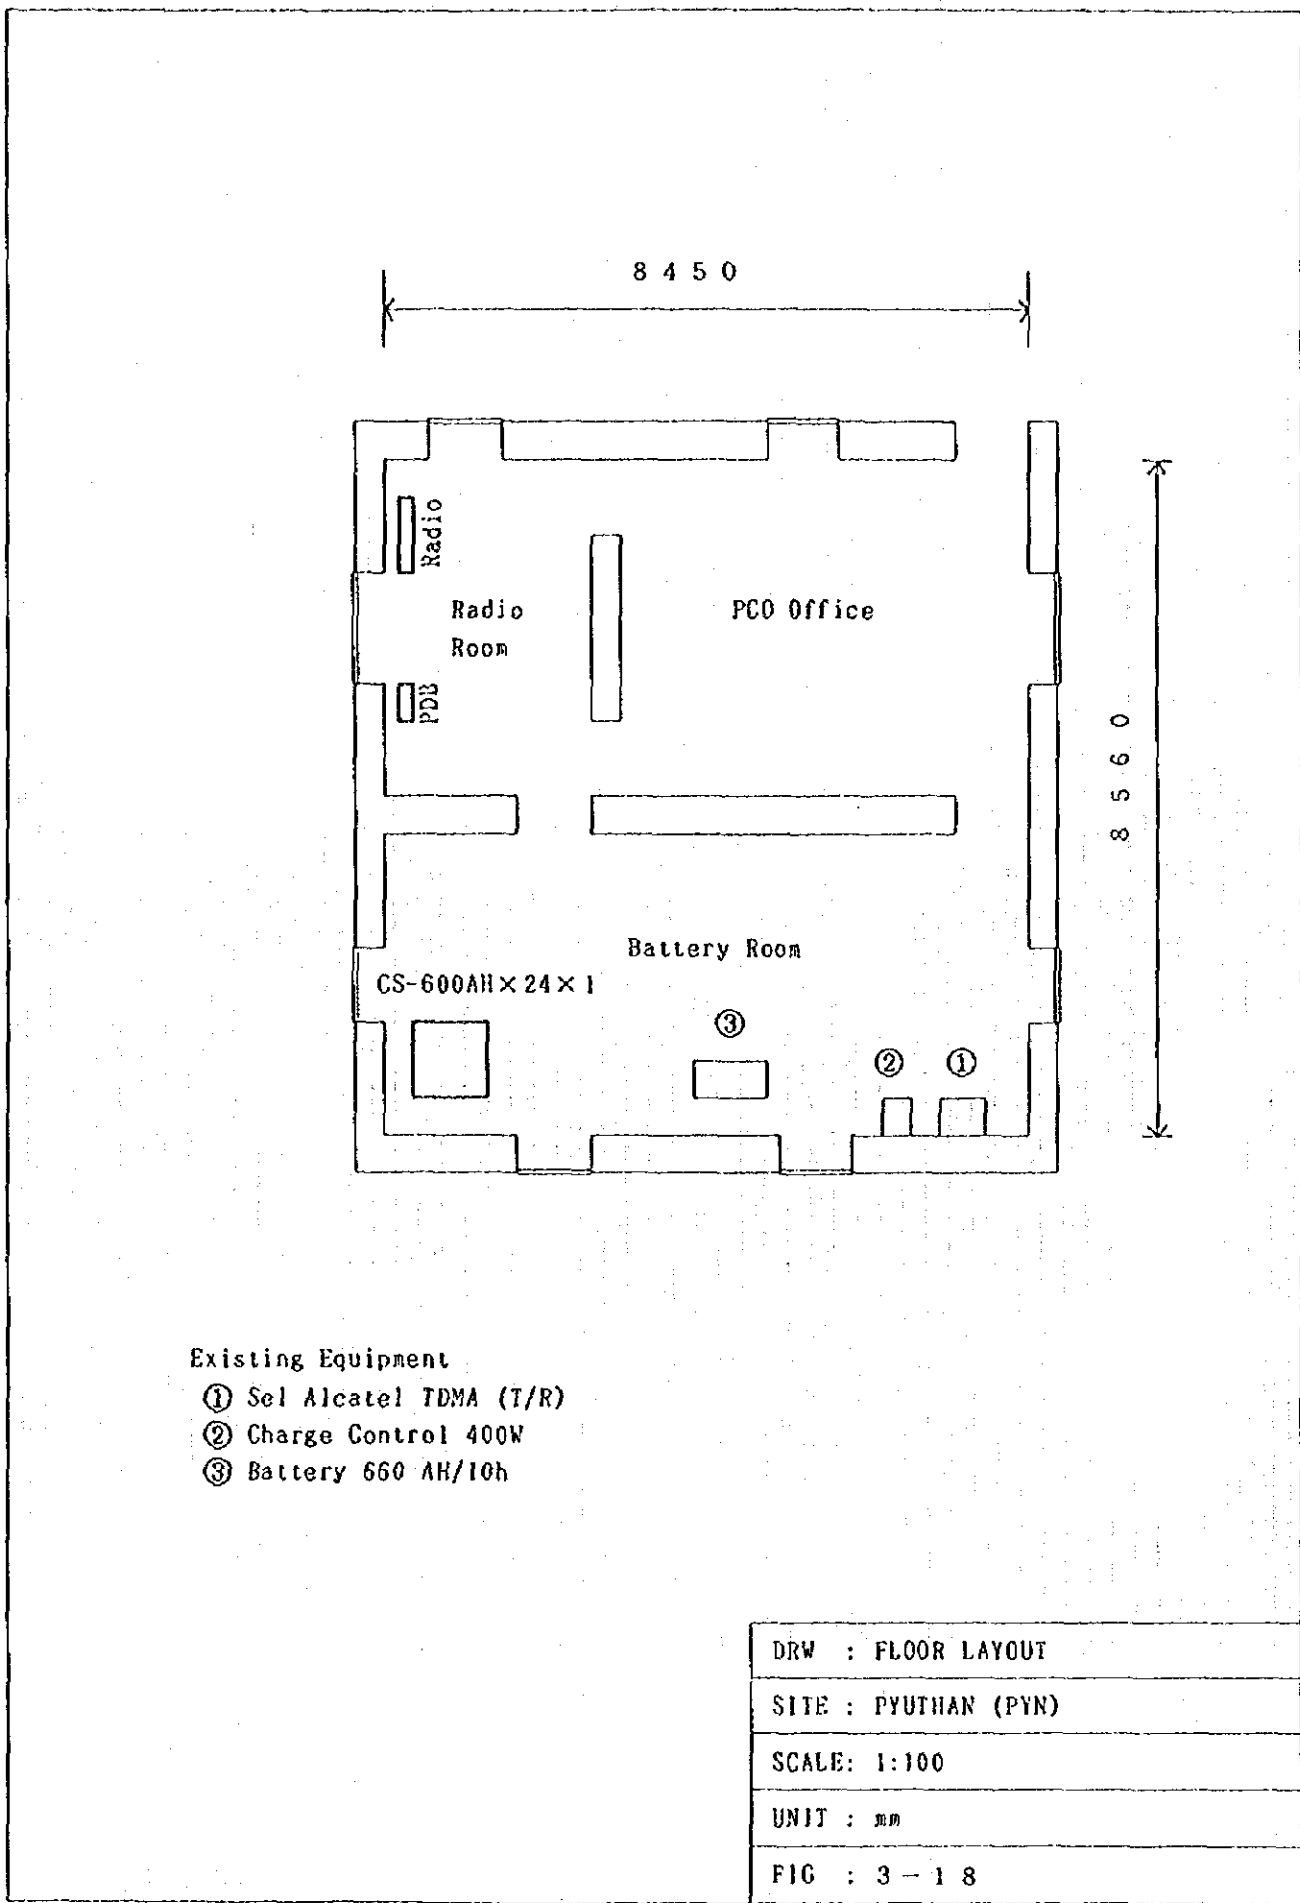 8450
Radio
Radio
Room
PCO Office
PDB
8560
Battery Room
CS-600AH×24×1
③
② ①
Existing Equipment
① Sel Alcatel TDMA (T/R)
② Charge Control 400W
③ Battery 660 AH/10h
DRW : FLOOR LAYOUT
SITE : PYUTHAN (PYN)
SCALE: 1:100
UNIT : mm
FIG : 3-18